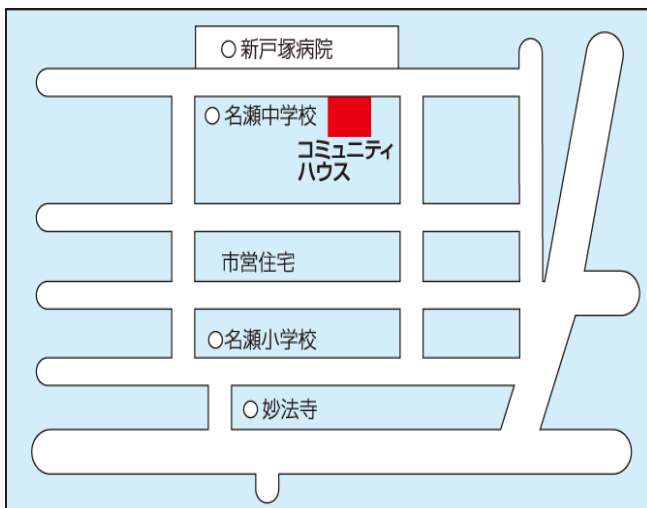 新戸塚病院
名瀬中学校
コミュニティ
ハウス
市営住宅
名瀬小学校
妙法寺